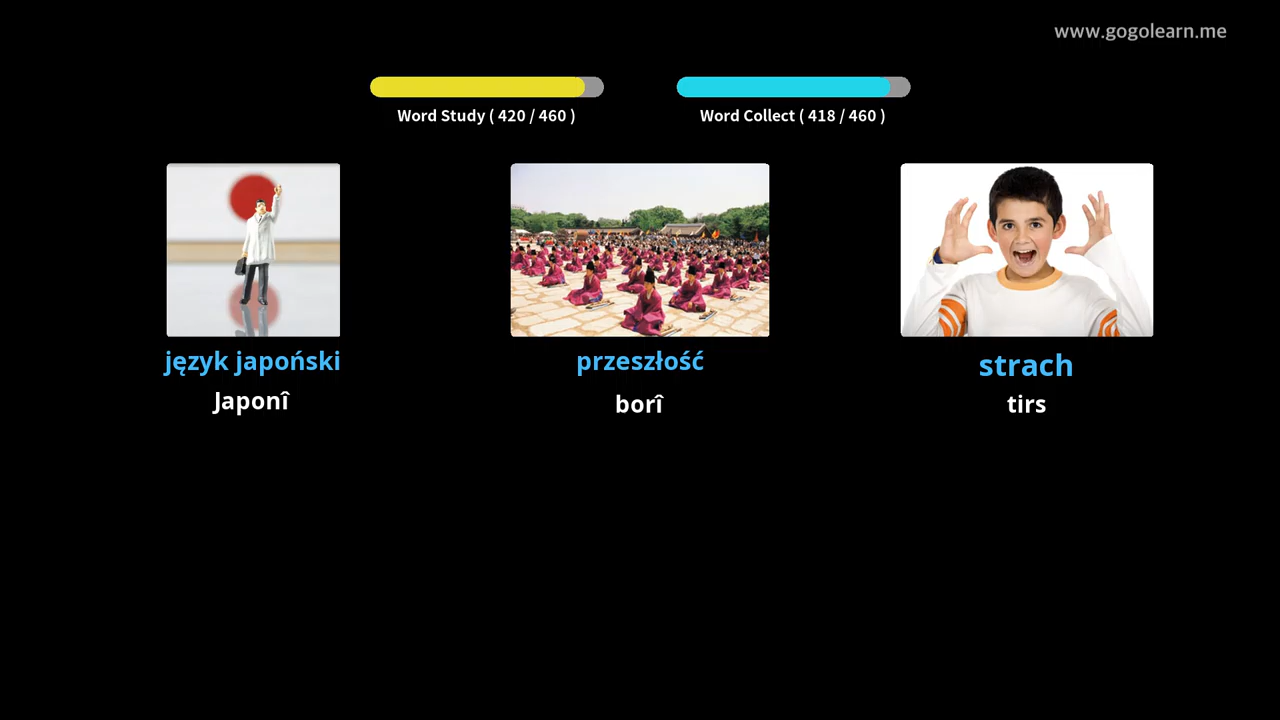 www.gogolearn.me
Word Study ( 420 / 460 )
Word Collect ( 418 / 460 )
język japoński
przeszłość
strach
Japonî
borî
tirs